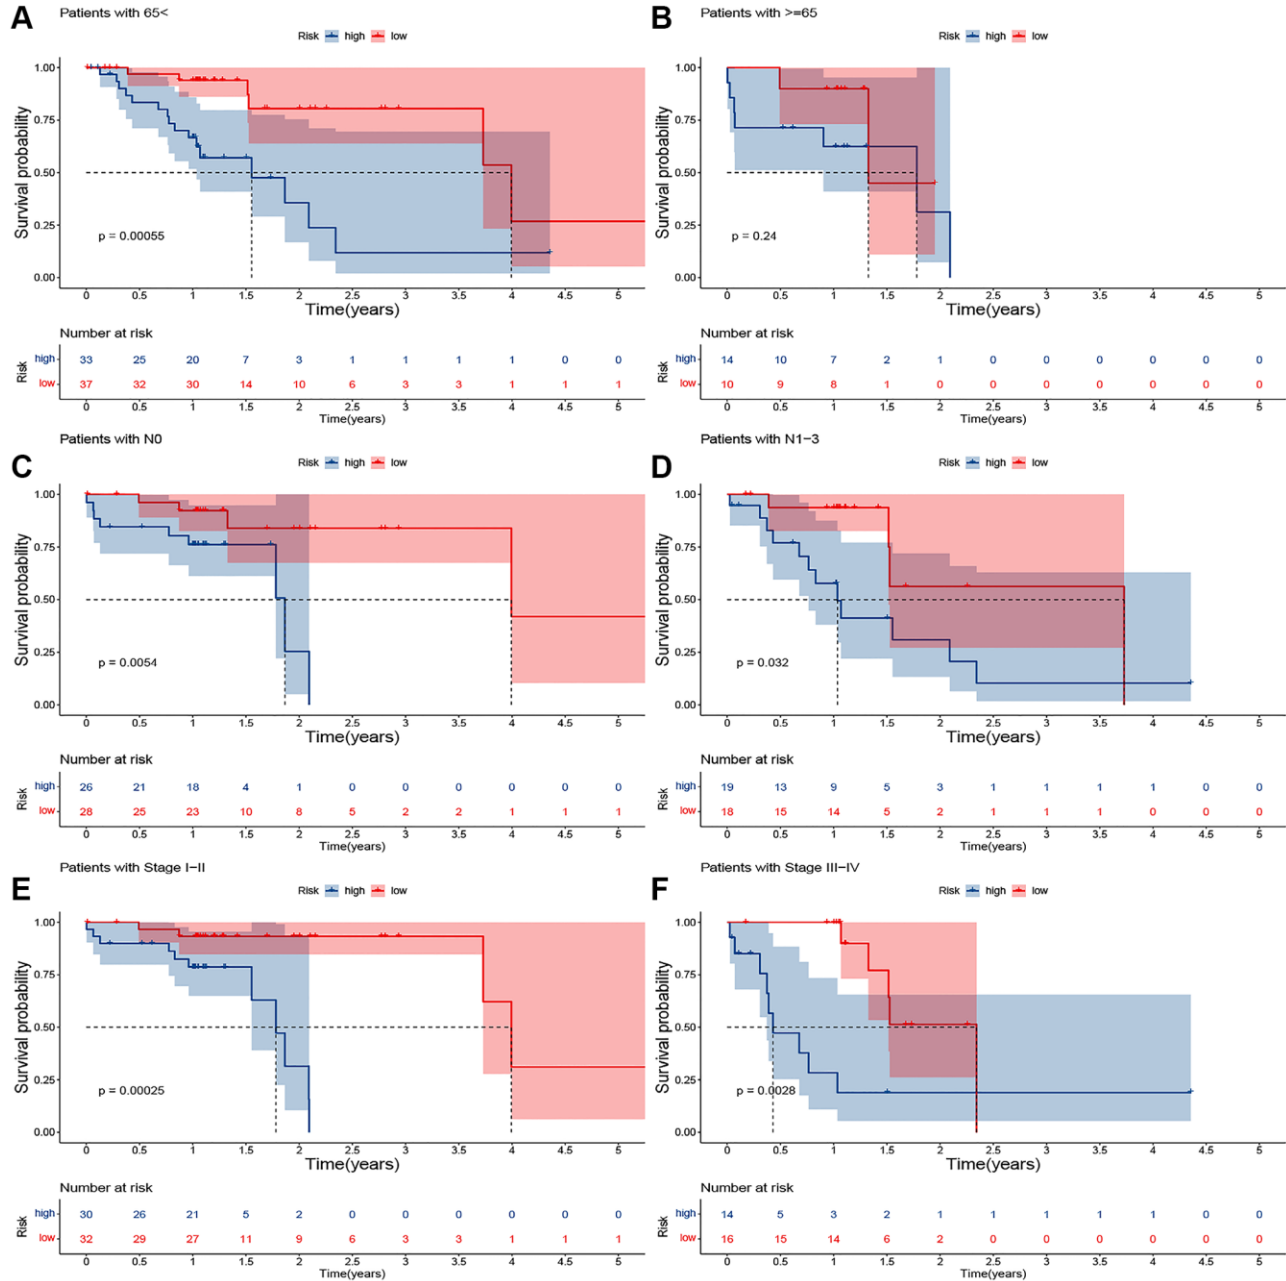 A
Patients with 65<
Risk high low
Survival probability
1.00
0.75
0.50
0.25
0.00
p = 0.00055
0 0.5 1 1.5 2 2.5 3 3.5 4 4.5 5
Time(years)
Number at risk
Risk
high 33 25 20 7 3 1 1 1 1 0 0
low 37 32 30 14 10 6 3 3 1 1 1
0 0.5 1 1.5 2 2.5 3 3.5 4 4.5 5
Time(years)
B
Patients with >=65
Risk high low
Survival probability
1.00
0.75
0.50
0.25
0.00
p = 0.24
0 0.5 1 1.5 2 2.5 3 3.5 4 4.5 5
Time(years)
Number at risk
Risk
high 14 10 7 2 1 0 0 0 0 0 0
low 10 9 8 1 0 0 0 0 0 0 0
0 0.5 1 1.5 2 2.5 3 3.5 4 4.5 5
Time(years)
C
Patients with N0
Risk high low
Survival probability
1.00
0.75
0.50
0.25
0.00
p = 0.0054
0 0.5 1 1.5 2 2.5 3 3.5 4 4.5 5
Time(years)
Number at risk
Risk
high 26 21 18 4 1 0 0 0 0 0 0
low 28 25 23 10 8 5 2 2 1 1 1
0 0.5 1 1.5 2 2.5 3 3.5 4 4.5 5
Time(years)
D
Patients with N1−3
Risk high low
Survival probability
1.00
0.75
0.50
0.25
0.00
p = 0.032
0 0.5 1 1.5 2 2.5 3 3.5 4 4.5 5
Time(years)
Number at risk
Risk
high 19 13 9 5 3 1 1 1 1 0 0
low 18 15 14 5 2 1 1 1 0 0 0
0 0.5 1 1.5 2 2.5 3 3.5 4 4.5 5
Time(years)
E
Patients with Stage I−II
Risk high low
Survival probability
1.00
0.75
0.50
0.25
0.00
p = 0.00025
0 0.5 1 1.5 2 2.5 3 3.5 4 4.5 5
Time(years)
Number at risk
Risk
high 30 26 21 5 2 0 0 0 0 0 0
low 32 29 27 11 9 6 3 3 1 1 1
0 0.5 1 1.5 2 2.5 3 3.5 4 4.5 5
Time(years)
F
Patients with Stage III−IV
Risk high low
Survival probability
1.00
0.75
0.50
0.25
0.00
p = 0.0028
0 0.5 1 1.5 2 2.5 3 3.5 4 4.5 5
Time(years)
Number at risk
Risk
high 14 5 3 2 1 1 1 1 1 0 0
low 16 15 14 6 2 0 0 0 0 0 0
0 0.5 1 1.5 2 2.5 3 3.5 4 4.5 5
Time(years)